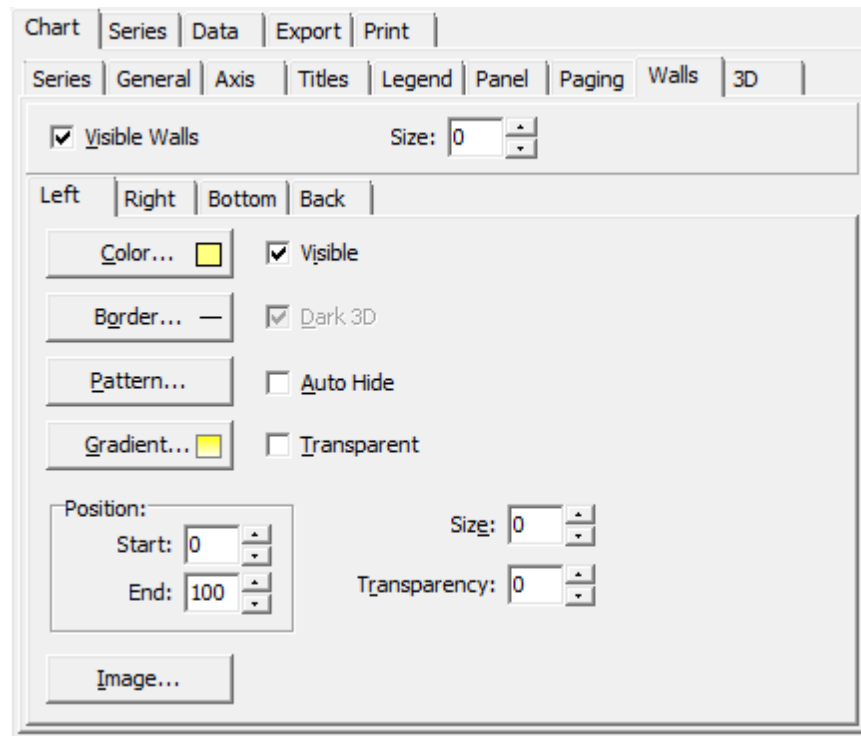 Chart Series Data Export Print
Series General Axis Titles Legend Panel Paging Walls 3D
Visible Walls Size: 0
Left Right Bottom Back
Color... Visible
Border... Dark 3D
Pattern... Auto Hide
Gradient... Transparent
Position:
Size: 0
Start: 0
End: 100 Transparency: 0
Image...